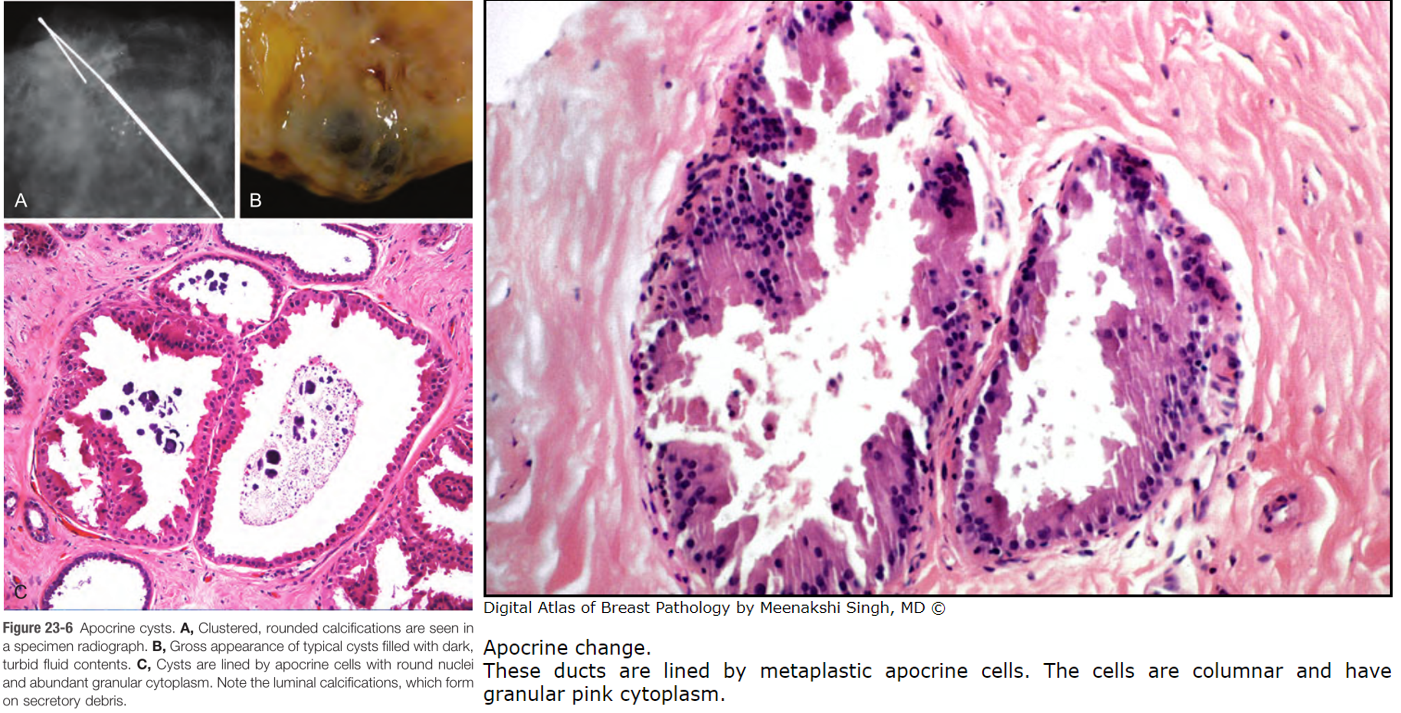 A
B
C
Figure 23-6 Apocrine cysts. A, Clustered, rounded calcifications are seen in
a specimen radiograph. B, Gross appearance of typical cysts filled with dark,
turbid fluid contents. C, Cysts are lined by apocrine cells with round nuclei
and abundant granular cytoplasm. Note the luminal calcifications, which form
on secretory debris.
Digital Atlas of Breast Pathology by Meenakshi Singh, MD ©
Apocrine change.
These ducts are lined by metaplastic apocrine cells. The cells are columnar and have
granular pink cytoplasm.